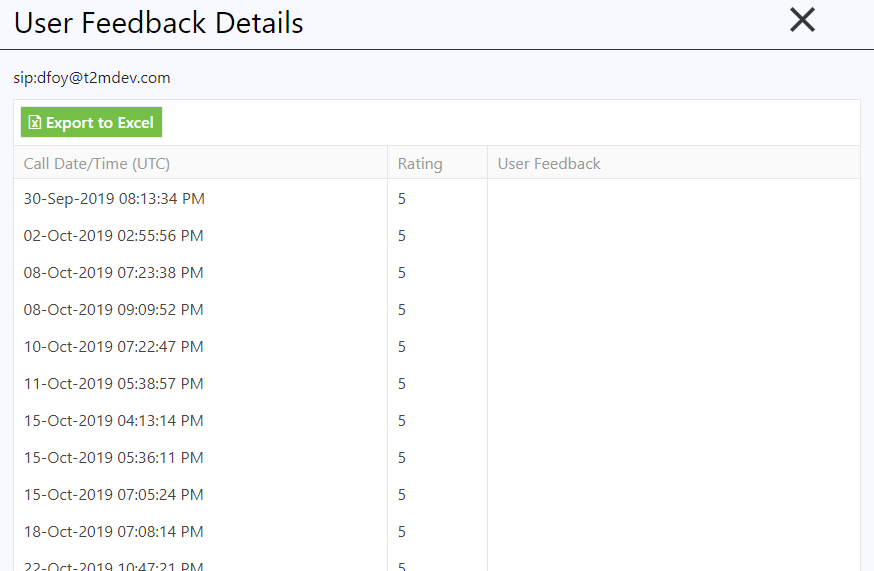 User Feedback Details
sip:dfoy@t2mdev.com
Export to Excel
Call Date/Time (UTC) Rating User Feedback
30-Sep-2019 08:13:34 PM 5
02-Oct-2019 02:55:56 PM 5
08-Oct-2019 07:23:38 PM 5
08-Oct-2019 09:09:52 PM 5
10-Oct-2019 07:22:47 PM 5
11-Oct-2019 05:38:57 PM 5
15-Oct-2019 04:13:14 PM 5
15-Oct-2019 05:36:11 PM 5
15-Oct-2019 07:05:24 PM 5
18-Oct-2019 07:08:14 PM 5
22-Oct-2019 10:47:21 PM 5